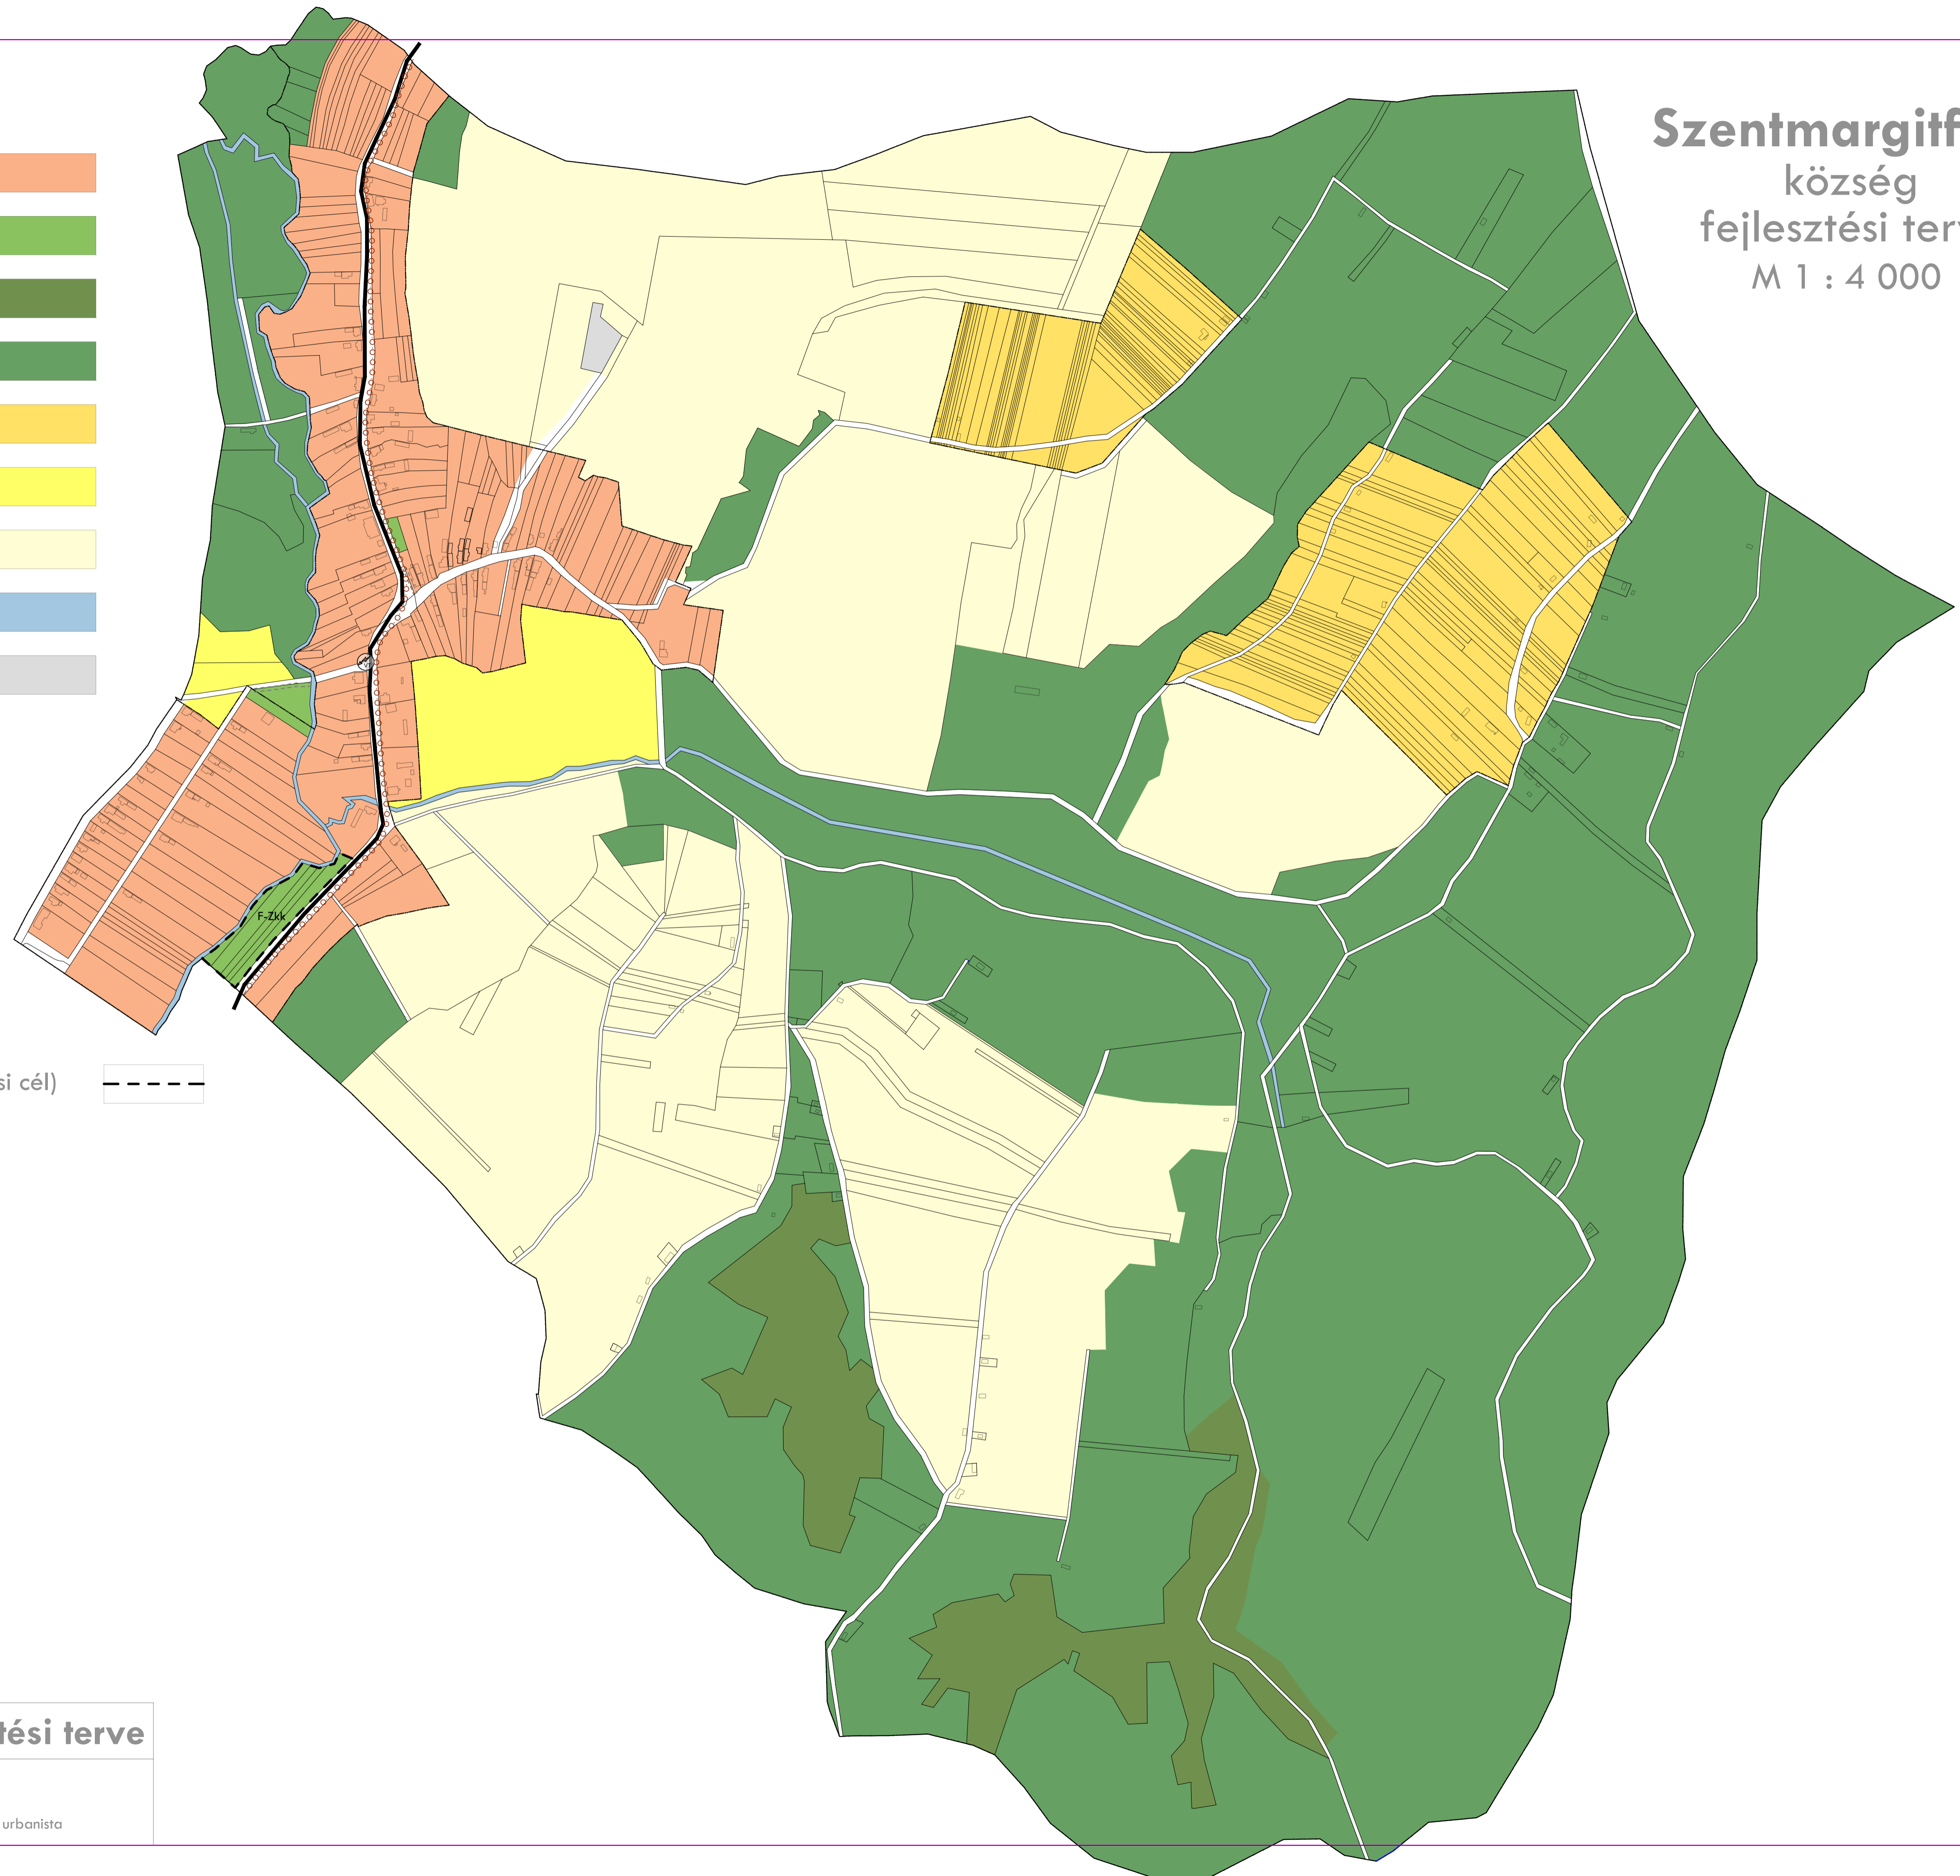 Szentmargitf
község
fejlesztési terv
M 1 : 4 000
F-Zkk
si cél)
tési terve
urbanista